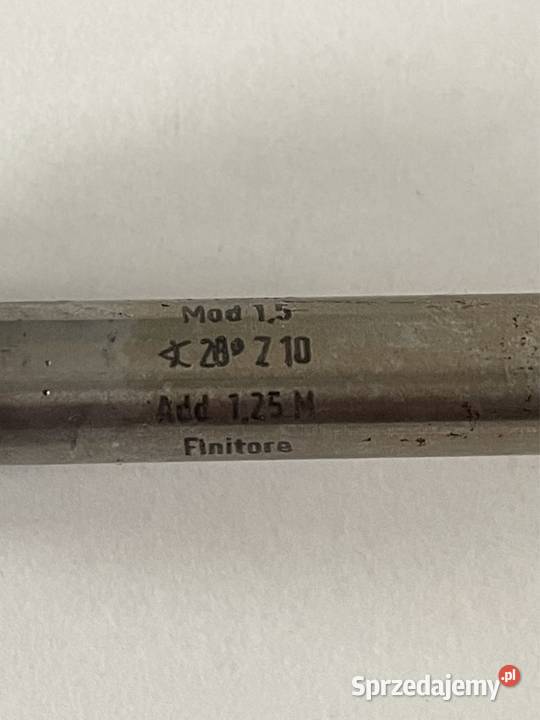 Mod 1,5
∢ 28° Z 10
Add 1,25 M
Finitore
Sprzedajemy.pl